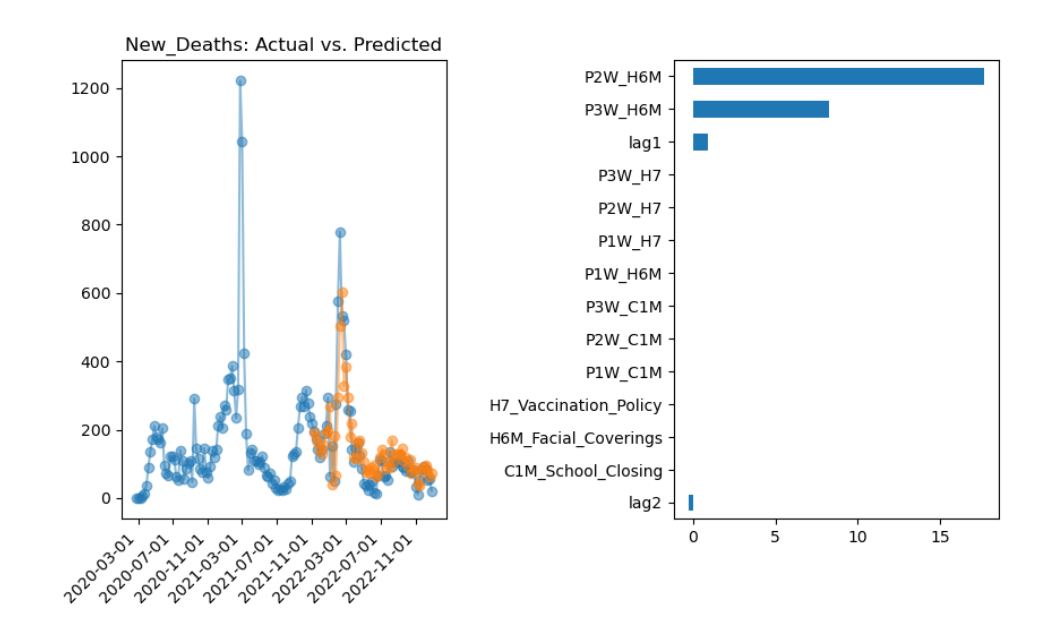 New_Deaths: Actual vs. Predicted
1200
1000
800
600
400
200
0
2020-03-01
2020-07-01
2020-11-01
2021-03-01
2021-07-01
2021-11-01
2022-03-01
2022-07-01
2022-11-01
P2W_H6M
P3W_H6M
lag1
P3W_H7
P2W_H7
P1W_H7
P1W_H6M
P3W_C1M
P2W_C1M
P1W_C1M
H7_Vaccination_Policy
H6M_Facial_Coverings
C1M_School_Closing
lag2
0 5 10 15